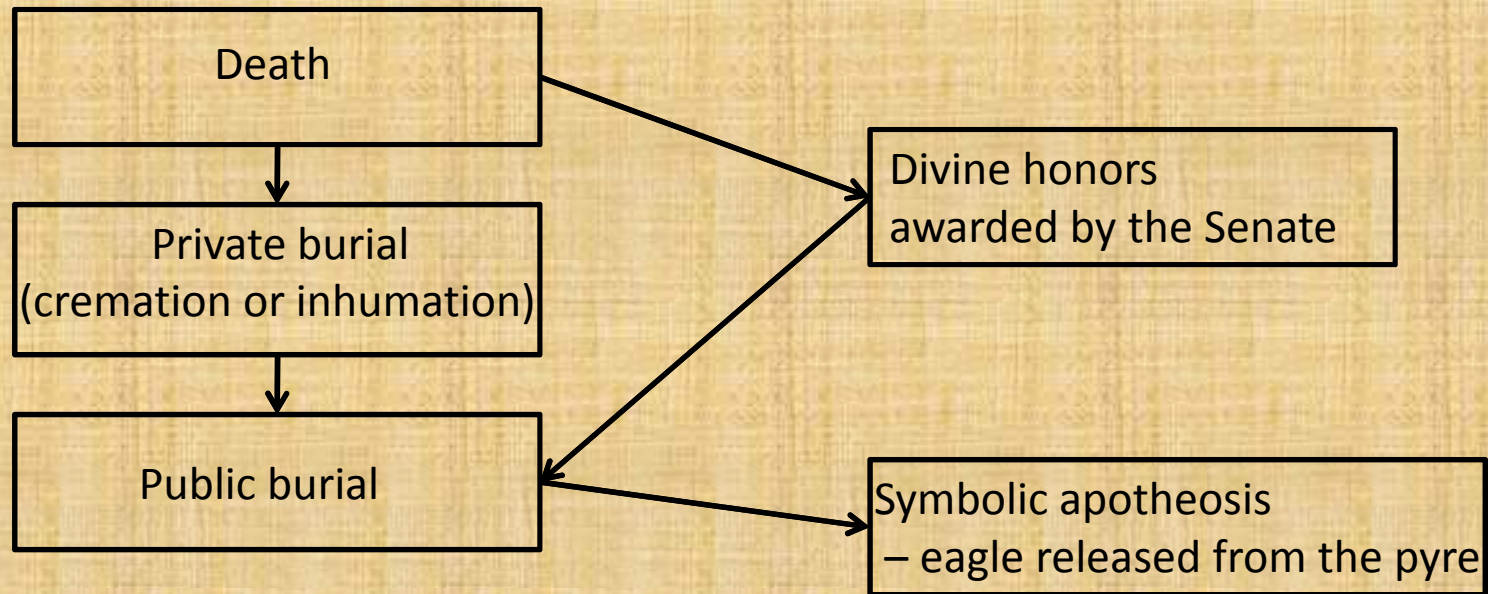 Death
Private burial
(cremation or inhumation)
Public burial
Divine honors
awarded by the Senate
Symbolic apotheosis
– eagle released from the pyre